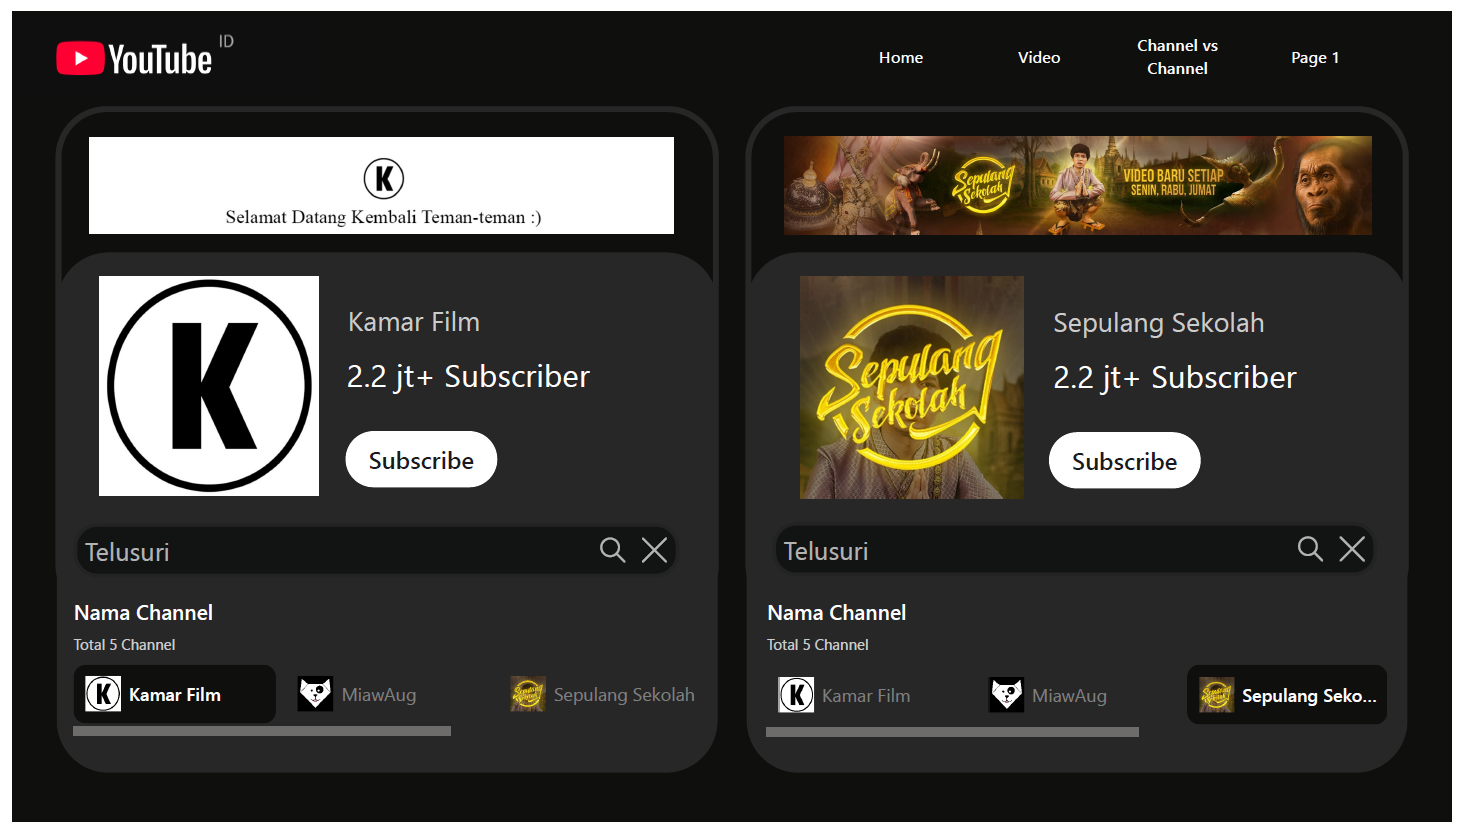 YouTube ID
Home
Video
Channel vs
Channel
Page 1
K
Selamat Datang Kembali Teman-teman :)
K
Kamar Film
2.2 jt+ Subscriber
Subscribe
Telusuri
Nama Channel
Total 5 Channel
K Kamar Film
MiawAug
Sepulang Sekolah
Sepulang
Sekolah
VIDEO BARU SETIAP
SENIN, RABU, JUMAT
Sepulang
Sekolah
Sepulang Sekolah
2.2 jt+ Subscriber
Subscribe
Telusuri
Nama Channel
Total 5 Channel
K Kamar Film
MiawAug
Sepulang Seko...